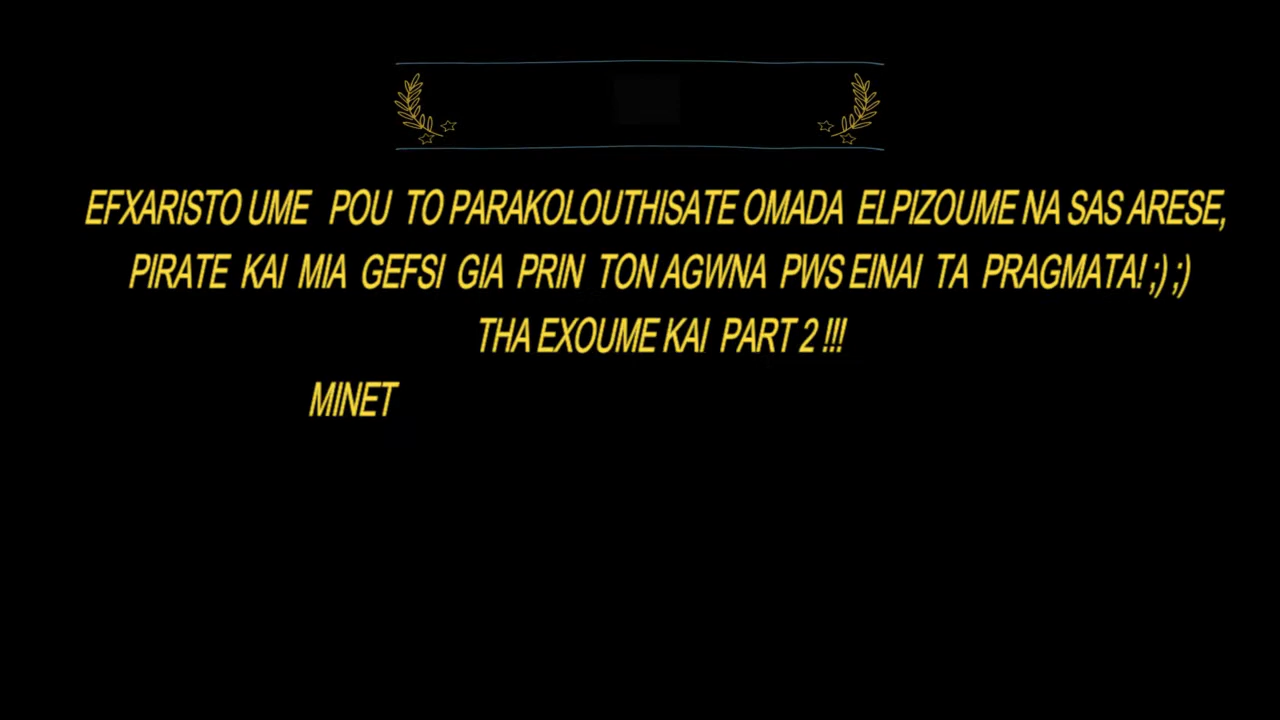 EFXARISTO UME POU TO PARAKOLOUTHISATE OMADA ELPIZOUME NA SAS ARESE,
PIRATE KAI MIA GEFSI GIA PRIN TON AGWNA PWS EINAI TA PRAGMATA! ;) ;)
THA EXOUME KAI PART 2 !!!
MINET